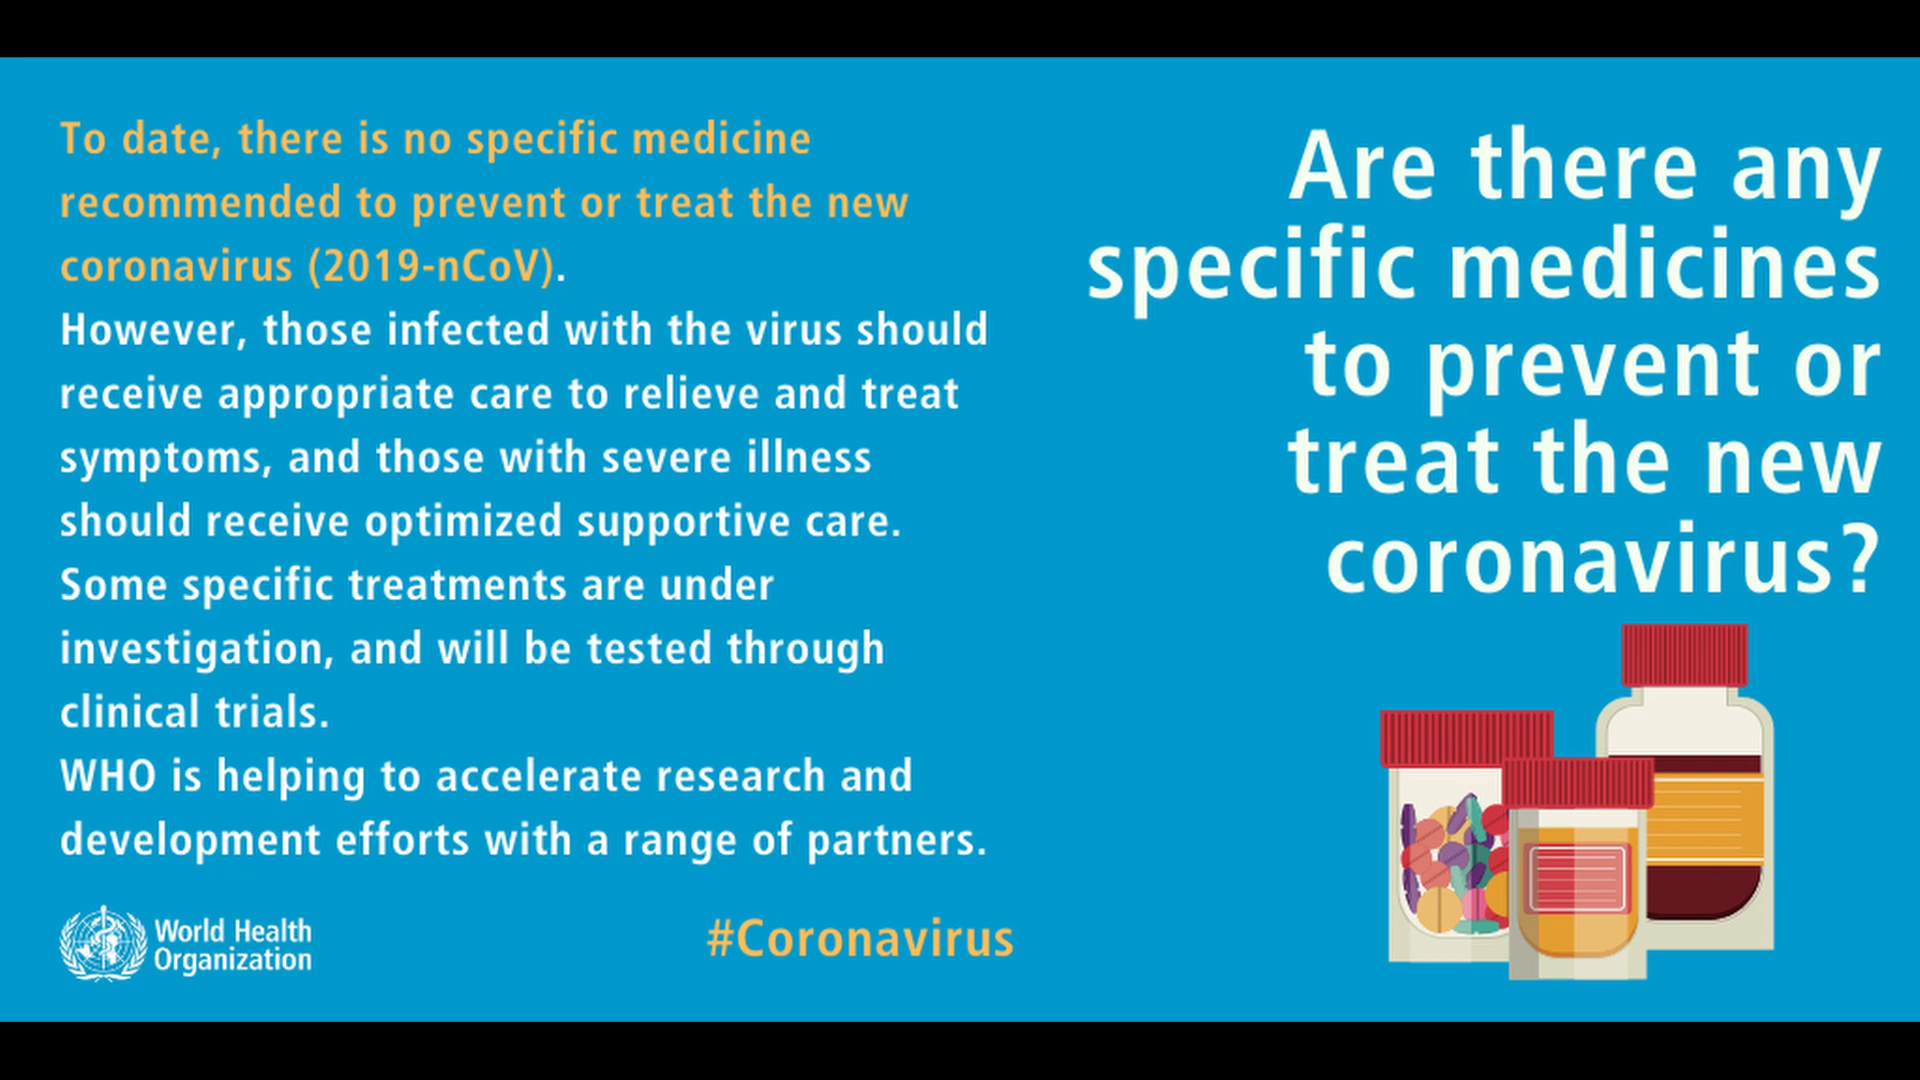 To date, there is no specific medicine
recommended to prevent or treat the new
coronavirus (2019-nCoV).
However, those infected with the virus should
receive appropriate care to relieve and treat
symptoms, and those with severe illness
should receive optimized supportive care.
Some specific treatments are under
investigation, and will be tested through
clinical trials.
WHO is helping to accelerate research and
development efforts with a range of partners.
World Health
Organization
#Coronavirus
Are there any
specific medicines
to prevent or
treat the new
coronavirus?